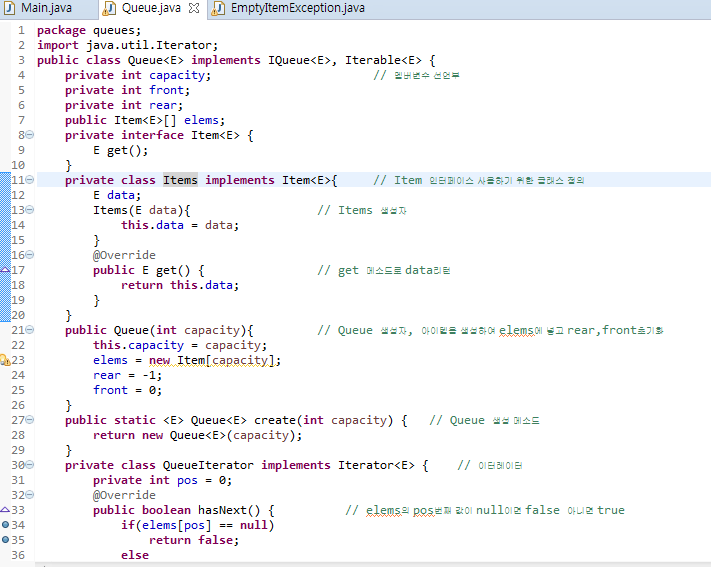 Main.java Queue.java EmptyItemException.java
1 package queues;
2 import java.util.Iterator;
3 public class Queue<E> implements IQueue<E>, Iterable<E> {
4 private int capacity; // 멤버변수 선언부
5 private int front;
6 private int rear;
7 public Item<E>[] elems;
8 private interface Item<E> {
9 E get();
10 }
11 private class Items implements Item<E>{ // Item 인터페이스 사용하기 위한 클래스 정의
12 E data;
13 Items(E data){ // Items 생성자
14 this.data = data;
15 }
16 @Override
17 public E get() { // get 메소드로 data리턴
18 return this.data;
19 }
20 }
21 public Queue(int capacity){ // Queue 생성자, 아이템을 생성하여 elems에 넣고 rear,front초기화
22 this.capacity = capacity;
23 elems = new Item[capacity];
24 rear = -1;
25 front = 0;
26 }
27 public static <E> Queue<E> create(int capacity) { // Queue 생성 메소드
28 return new Queue<E>(capacity);
29 }
30 private class QueueIterator implements Iterator<E> { // 이터레이터
31 private int pos = 0;
32 @Override
33 public boolean hasNext() { // elems의 pos번째 값이 null이면 false 아니면 true
34 if(elems[pos] == null)
35 return false;
36 else